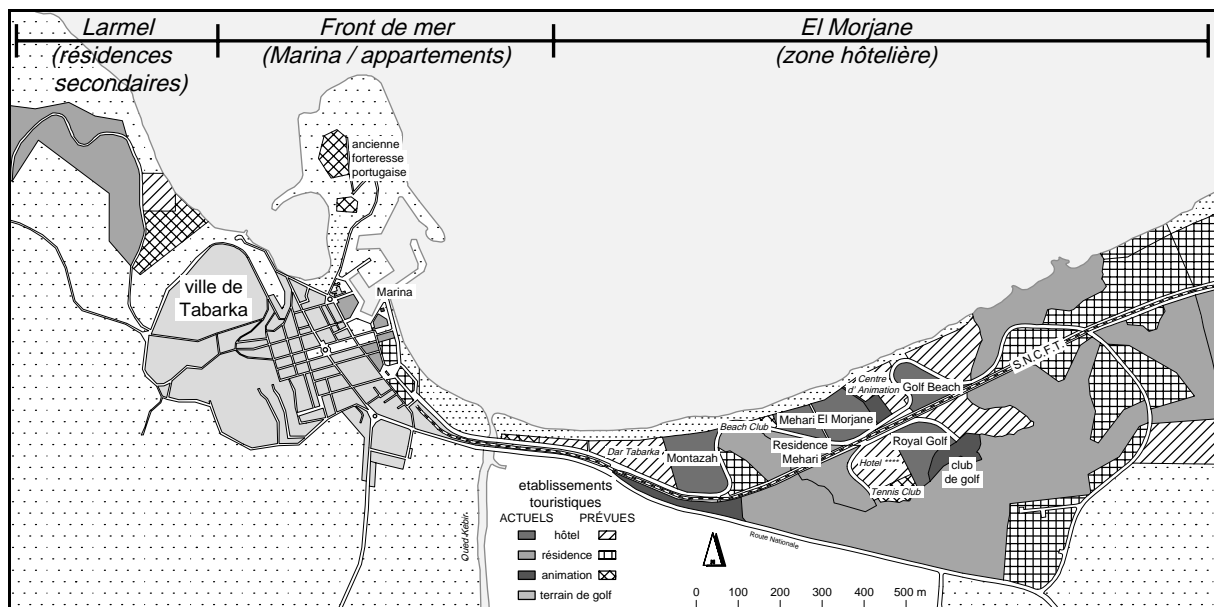 Larmel
(résidences
secondaires)
Front de mer
(Marina / appartements)
El Morjane
(zone hôtelière)
ancienne
forteresse
portugaise
ville de
Tabarka
Marina
S.N.C.F.T.
Centre
d' Animation
Golf Beach
Mehari
El Morjane
Beach Club
Residence
Mehari
Royal Golf
Dar Tabarka
Montazah
Hotel ****
club
de golf
Tennis Club
Oued Kébir
Route Nationale
etablissements
touristiques
ACTUELS PRÉVUES
hôtel
résidence
animation
terrain de golf
0 100 200 300 400 500 m